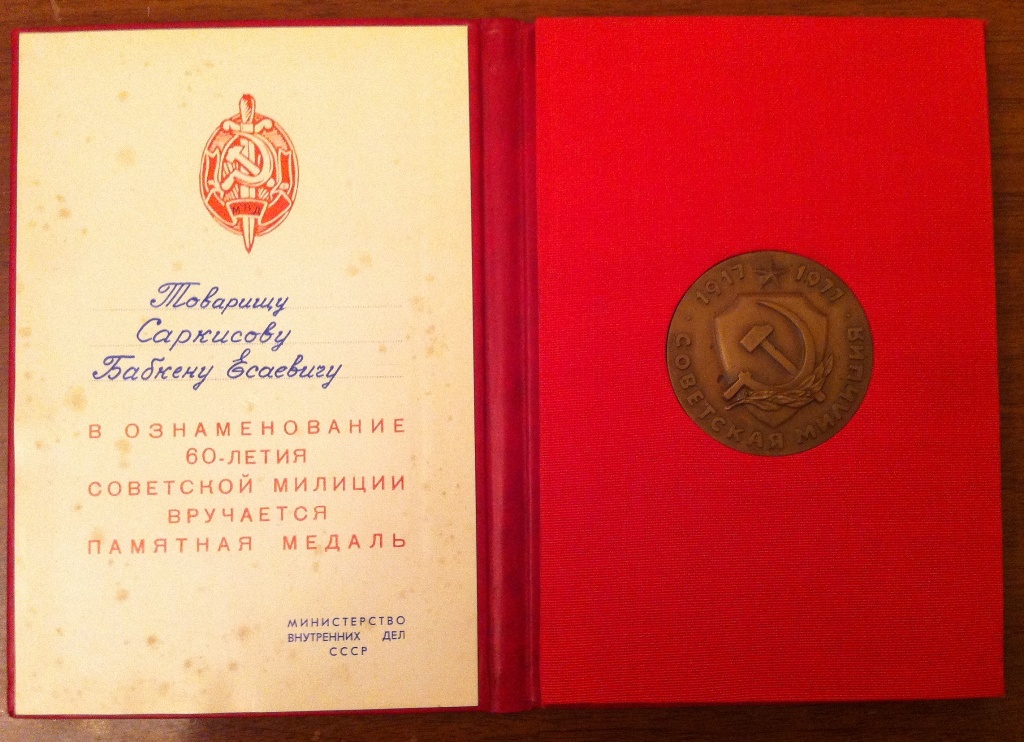 МВД
Товарищу
Саркисову
Бабкену Есаевичу
В ОЗНАМЕНОВАНИЕ
60-ЛЕТИЯ
СОВЕТСКОЙ МИЛИЦИИ
ВРУЧАЕТСЯ
ПАМЯТНАЯ МЕДАЛЬ
МИНИСТЕРСТВО
ВНУТРЕННИХ ДЕЛ
СССР
1917 1977
СОВЕТСКАЯ МИЛИЦИЯ